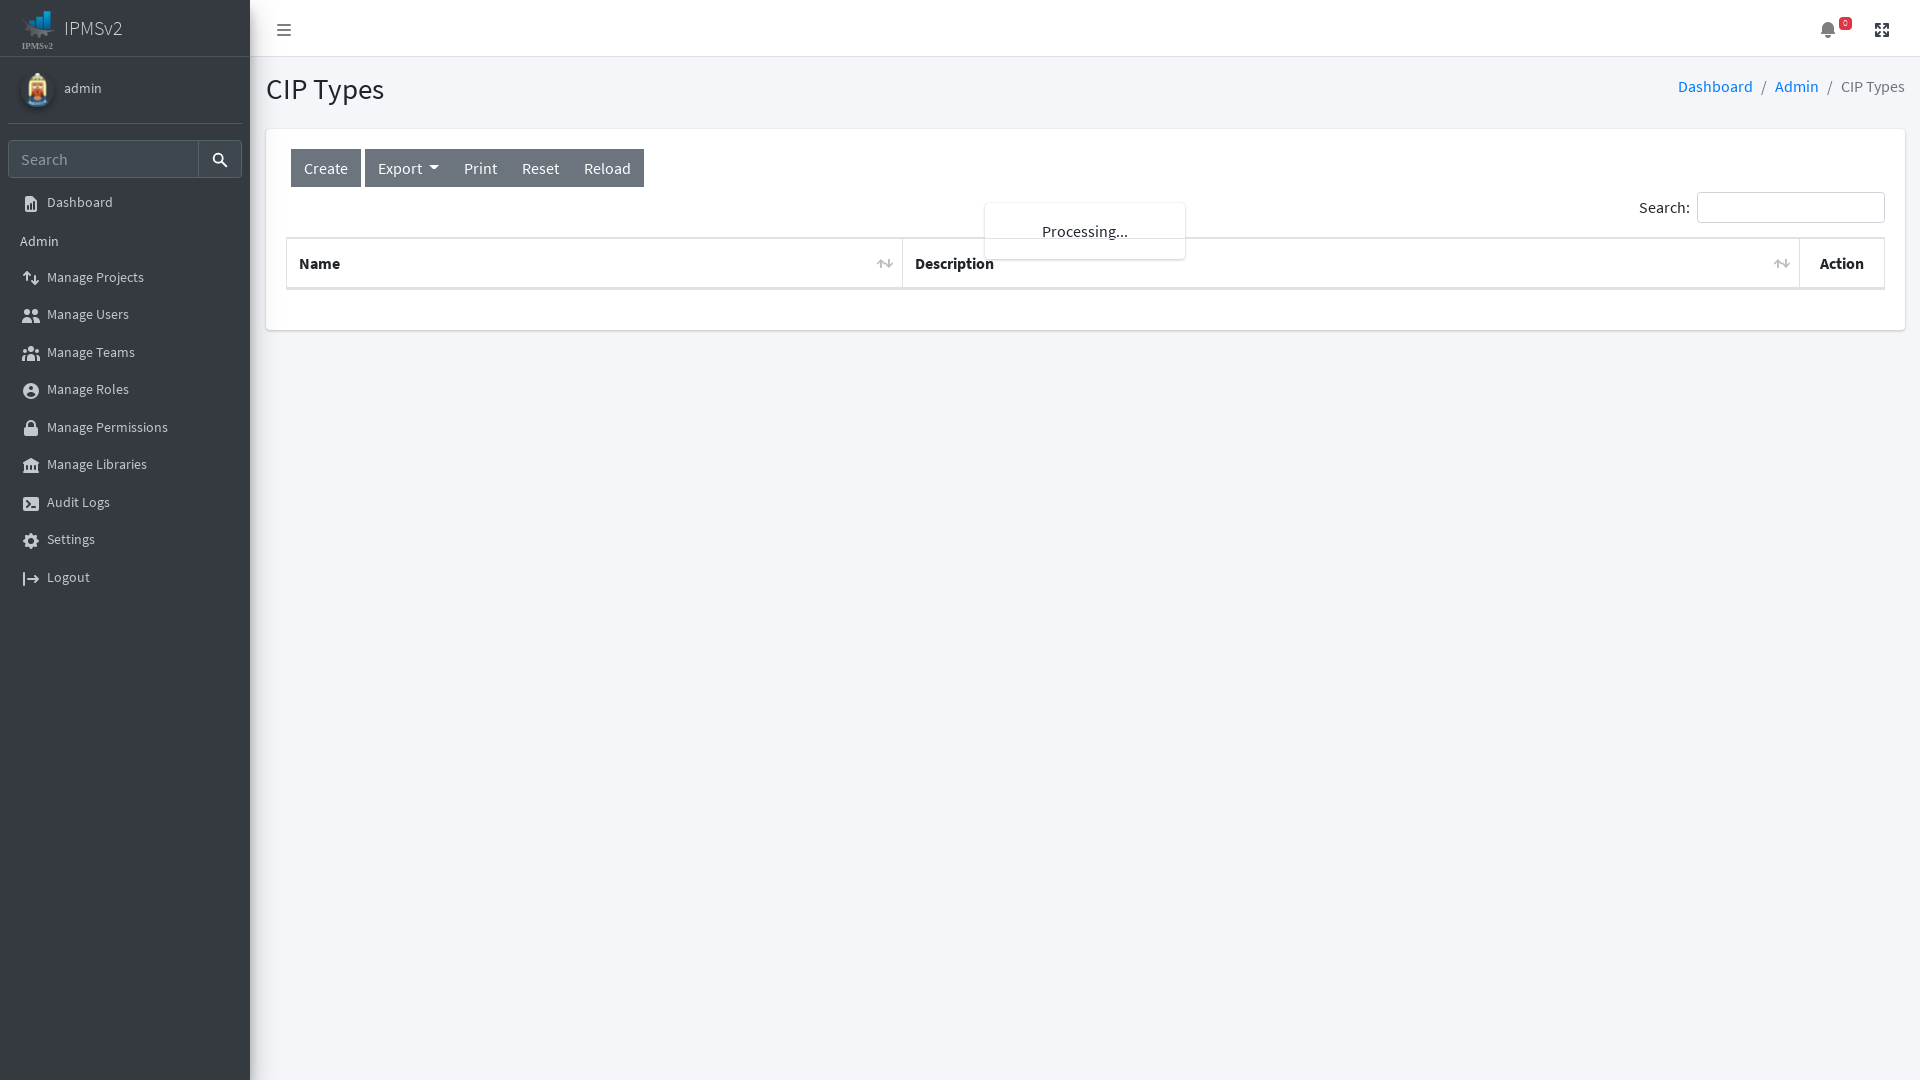 IPMSv2
IPMSv2
admin
Search
Dashboard
Admin
Manage Projects
Manage Users
Manage Teams
Manage Roles
Manage Permissions
Manage Libraries
Audit Logs
Settings
Logout
0
CIP Types
Dashboard / Admin / CIP Types
Create Export Print Reset Reload
Search:
Processing...
Name Description Action